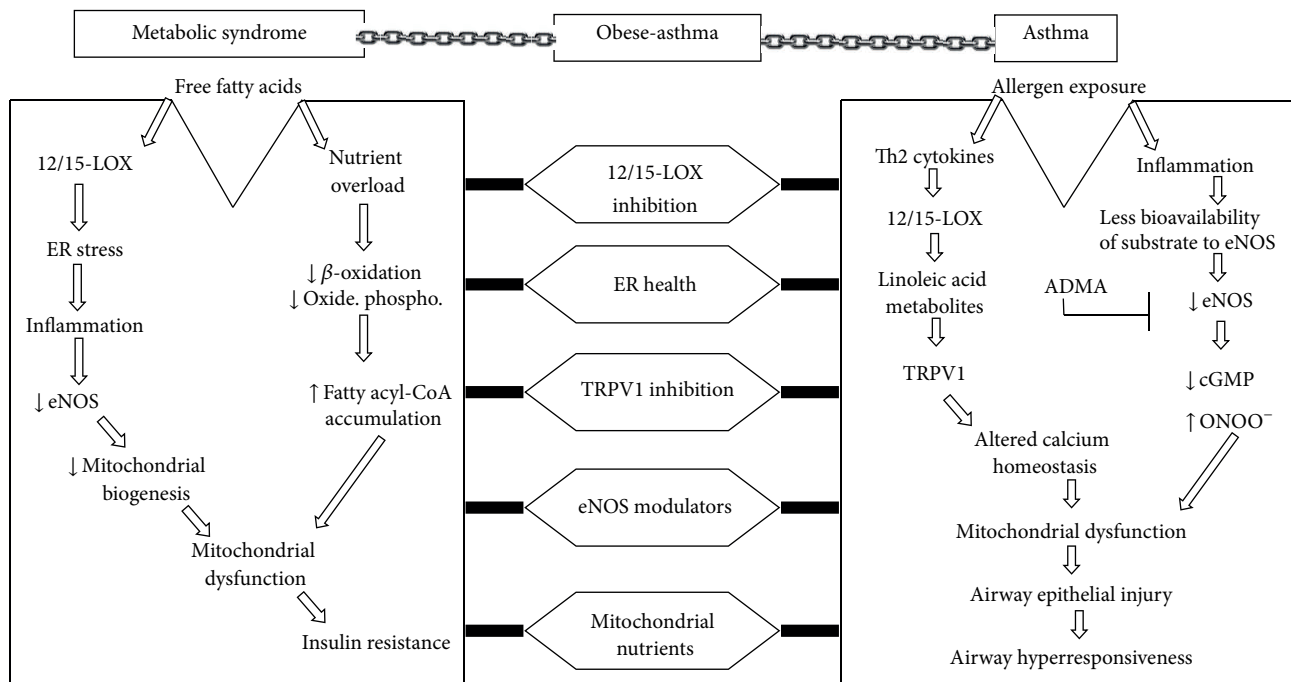 Metabolic syndrome
Obese-asthma
Asthma
Free fatty acids
12/15-LOX
ER stress
Inflammation
↓ eNOS
↓ Mitochondrial
biogenesis
Nutrient
overload
↓ β-oxidation
↓ Oxide. phospho.
↑ Fatty acyl-CoA
accumulation
Mitochondrial
dysfunction
Insulin resistance
12/15-LOX
inhibition
ER health
TRPV1 inhibition
eNOS modulators
Mitochondrial
nutrients
Allergen exposure
Th2 cytokines
12/15-LOX
Linoleic acid
metabolites
TRPV1
Altered calcium
homeostasis
Inflammation
Less bioavailability
of substrate to eNOS
ADMA
↓ eNOS
↓ cGMP
↑ ONOO⁻
Mitochondrial dysfunction
Airway epithelial injury
Airway hyperresponsiveness